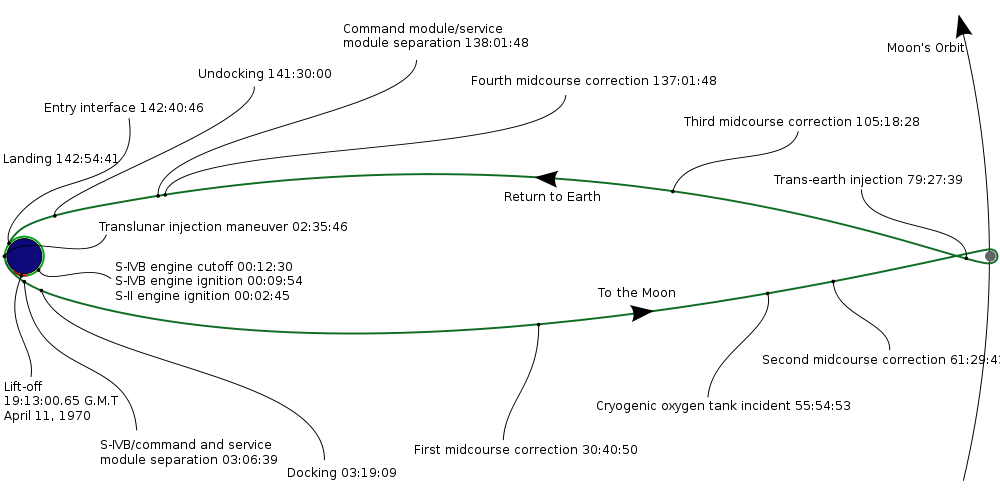 Command module/service
module separation 138:01:48
Moon's Orbit
Undocking 141:30:00
Fourth midcourse correction 137:01:48
Entry interface 142:40:46
Third midcourse correction 105:18:28
Landing 142:54:41
Trans-earth injection 79:27:39
Return to Earth
Translunar injection maneuver 02:35:46
S-IVB engine cutoff 00:12:30
S-IVB engine ignition 00:09:54
S-II engine ignition 00:02:45
To the Moon
Second midcourse correction
Lift-off
19:13:00.65 G.M.T
April 11, 1970
Cryogenic oxygen tank incident 55:54:53
S-IVB/command and service
module separation 03:06:39
First midcourse correction 30:40:50
Docking 03:19:09